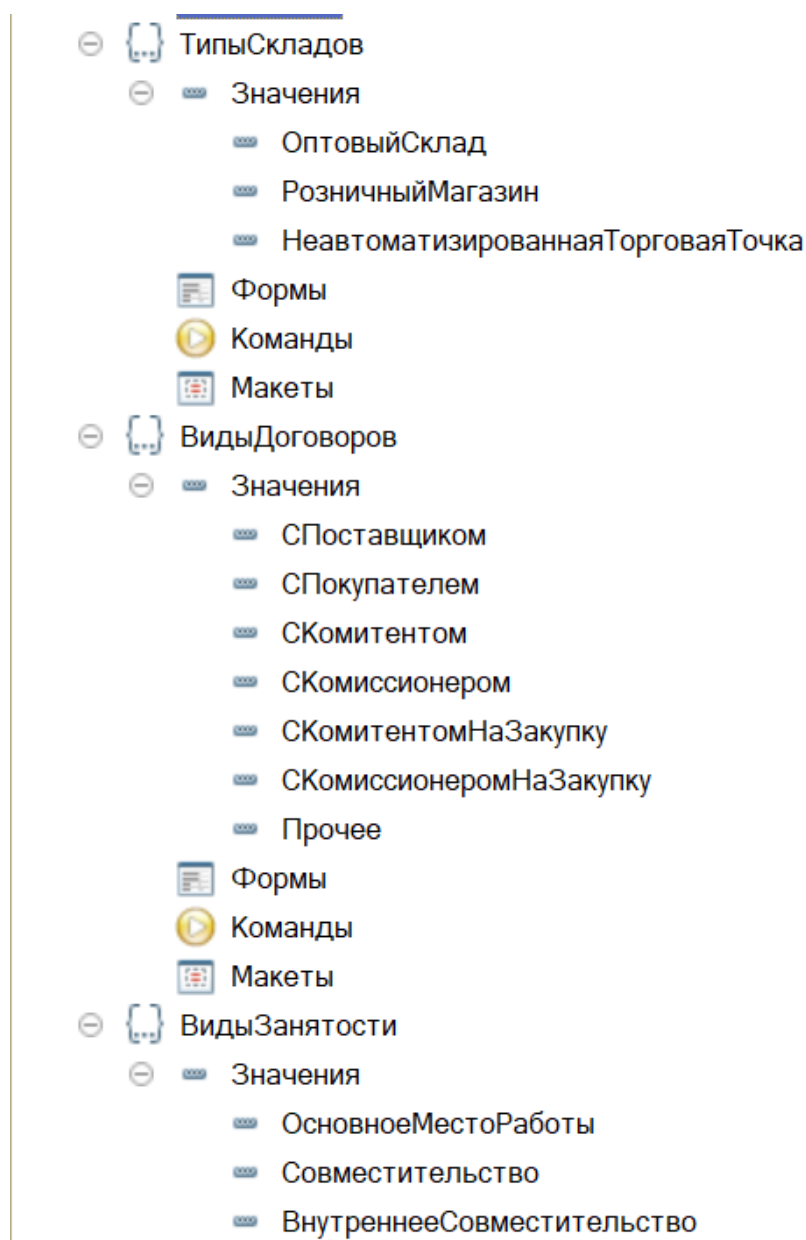 ТипыСкладов
Значения
ОптовыйСклад
РозничныйМагазин
НеавтоматизированнаяТорговаяТочка
Формы
Команды
Макеты
ВидыДоговоров
Значения
СПоставщиком
СПокупателем
СКомитентом
СКомиссионером
СКомитентомНаЗакупку
СКомиссионеромНаЗакупку
Прочее
Формы
Команды
Макеты
ВидыЗанятости
Значения
ОсновноеМестоРаботы
Совместительство
ВнутреннееСовместительство